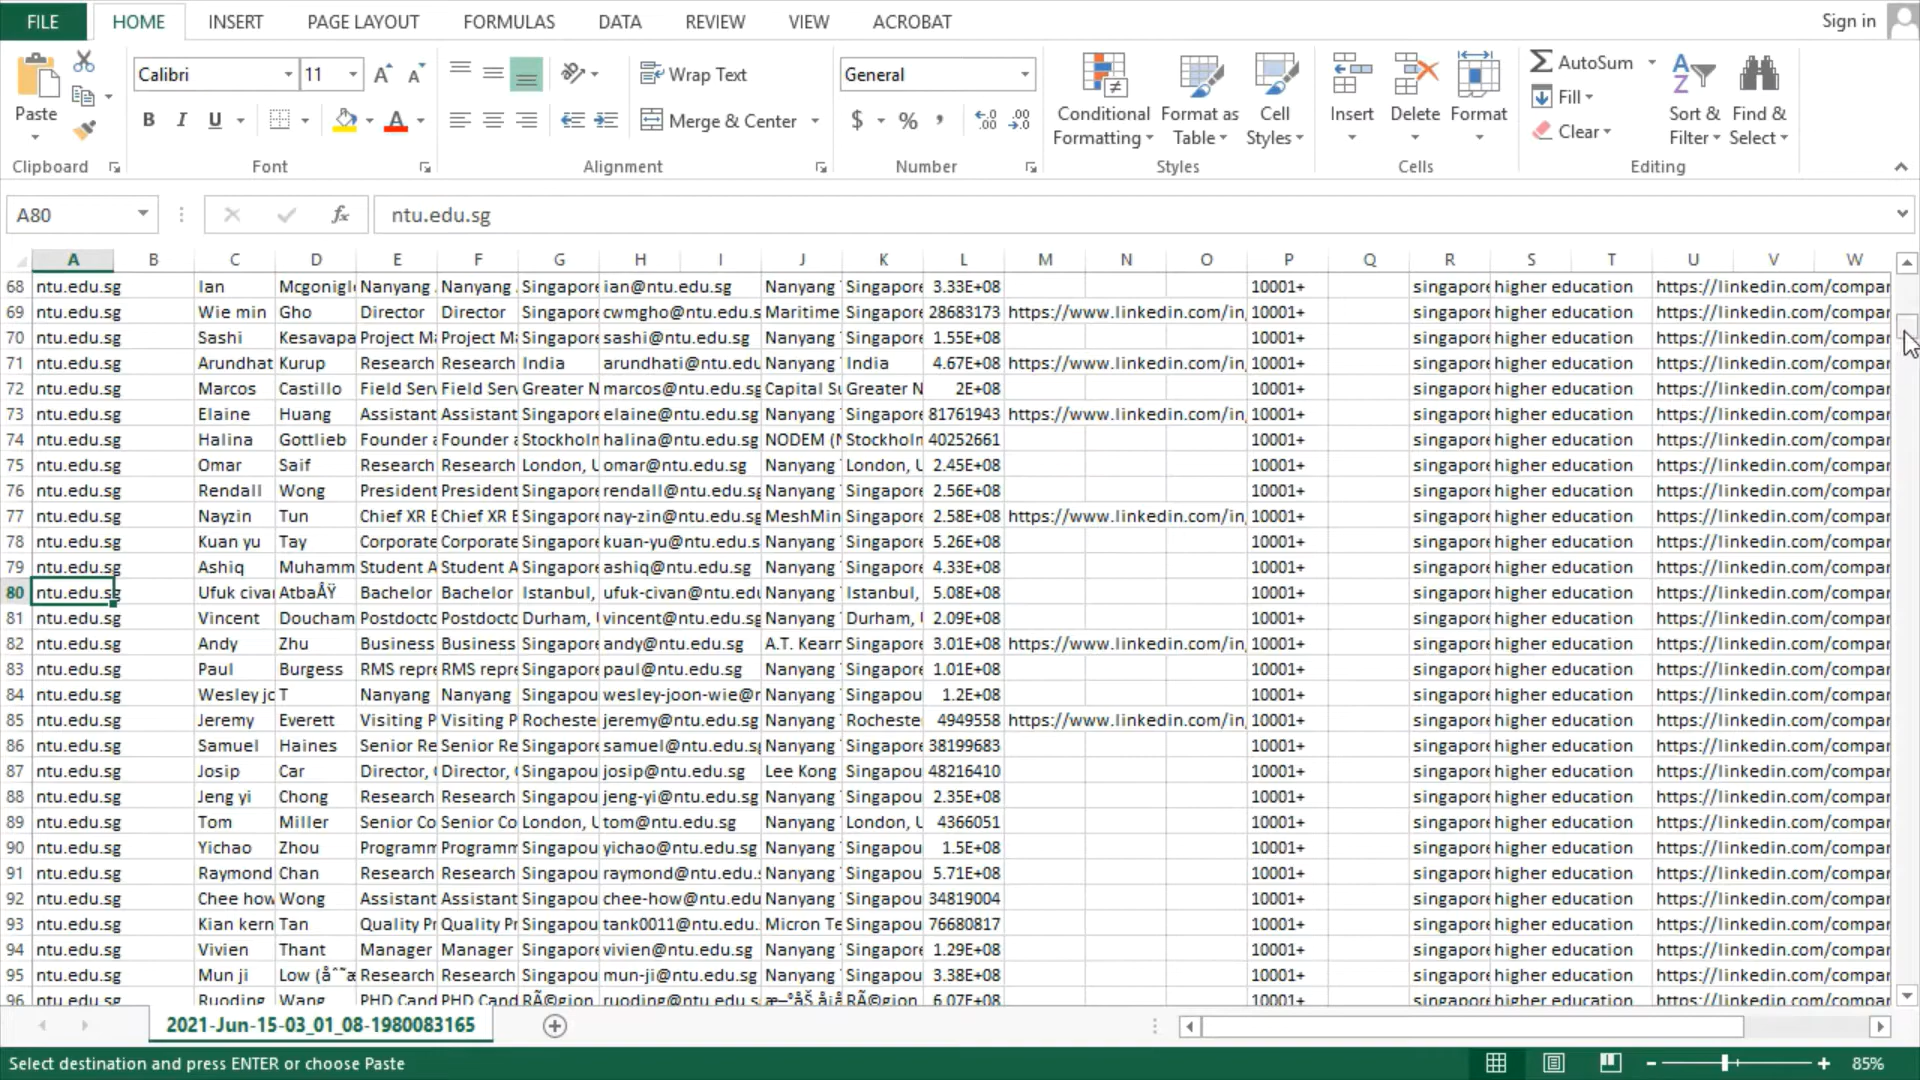 FILE HOME INSERT PAGE LAYOUT FORMULAS DATA REVIEW VIEW ACROBAT Sign in
Paste
Clipboard
Calibri 11
B I U
Font
Wrap Text
Merge & Center
Alignment
General
$ % ,
Number
Conditional Formatting
Format as Table
Cell Styles
Styles
Insert
Delete
Format
Cells
AutoSum
Fill
Clear
Sort & Filter
Find & Select
Editing
A80 fx ntu.edu.sg
A B C D E F G H I J K L M N O P Q R S T U V W
68 ntu.edu.sg Ian Mcgonigl Nanyang Nanyang Singapore ian@ntu.edu.sg Nanyang Singapore 3.33E+08 10001+ singapore higher education https://linkedin.com/compar
69 ntu.edu.sg Wie min Gho Director Director Singapore cwmgho@ntu.edu.s Maritime Singapore 28683173 https://www.linkedin.com/in 10001+ singapore higher education https://linkedin.com/compar
70 ntu.edu.sg Sashi Kesavapa Project Ma Project Ma Singapore sashi@ntu.edu.sg Nanyang Singapore 1.55E+08 10001+ singapore higher education https://linkedin.com/compar
71 ntu.edu.sg Arundhat Kurup Research Research India arundhati@ntu.edu Nanyang India 4.67E+08 https://www.linkedin.com/in 10001+ singapore higher education https://linkedin.com/compar
72 ntu.edu.sg Marcos Castillo Field Serv Field Serv Greater N marcos@ntu.edu.sg Capital Su Greater N 2E+08 10001+ singapore higher education https://linkedin.com/compar
73 ntu.edu.sg Elaine Huang Assistant Assistant Singapore elaine@ntu.edu.sg Nanyang Singapore 81761943 https://www.linkedin.com/in 10001+ singapore higher education https://linkedin.com/compar
74 ntu.edu.sg Halina Gottlieb Founder a Founder a Stockholm halina@ntu.edu.sg NODEM (N Stockholm 40252661 10001+ singapore higher education https://linkedin.com/compar
75 ntu.edu.sg Omar Saif Research Research London, U omar@ntu.edu.sg Nanyang London, U 2.45E+08 10001+ singapore higher education https://linkedin.com/compar
76 ntu.edu.sg Rendall Wong President President Singapore rendall@ntu.edu.sg Nanyang Singapore 2.56E+08 10001+ singapore higher education https://linkedin.com/compar
77 ntu.edu.sg Nayzin Tun Chief XR E Chief XR E Singapore nay-zin@ntu.edu.sg MeshMin Singapore 2.58E+08 https://www.linkedin.com/in 10001+ singapore higher education https://linkedin.com/compar
78 ntu.edu.sg Kuan yu Tay Corporate Corporate Singapore kuan-yu@ntu.edu.s Nanyang Singapore 5.26E+08 10001+ singapore higher education https://linkedin.com/compar
79 ntu.edu.sg Ashiq Muhamm Student A Student A Singapore ashiq@ntu.edu.sg Nanyang Singapore 4.33E+08 10001+ singapore higher education https://linkedin.com/compar
80 ntu.edu.sg Ufuk civan AtbaÅŸ Bachelor Bachelor Istanbul, ufuk-civan@ntu.edu Nanyang Istanbul, 5.08E+08 10001+ singapore higher education https://linkedin.com/compar
81 ntu.edu.sg Vincent Doucham Postdocto Postdocto Durham, vincent@ntu.edu.sg Nanyang Durham, 2.09E+08 10001+ singapore higher education https://linkedin.com/compar
82 ntu.edu.sg Andy Zhu Business Business Singapore andy@ntu.edu.sg A.T. Kearn Singapore 3.01E+08 https://www.linkedin.com/in 10001+ singapore higher education https://linkedin.com/compar
83 ntu.edu.sg Paul Burgess RMS repre RMS repre Singapore paul@ntu.edu.sg Nanyang Singapore 1.01E+08 10001+ singapore higher education https://linkedin.com/compar
84 ntu.edu.sg Wesley jo T Nanyang Nanyang Singapou wesley-joon-wie@n Nanyang Singapou 1.2E+08 10001+ singapore higher education https://linkedin.com/compar
85 ntu.edu.sg Jeremy Everett Visiting P Visiting P Rocheste jeremy@ntu.edu.sg Nanyang Rocheste 4949558 https://www.linkedin.com/in 10001+ singapore higher education https://linkedin.com/compar
86 ntu.edu.sg Samuel Haines Senior Re Senior Re Singapore samuel@ntu.edu.sg Nanyang Singapore 38199683 10001+ singapore higher education https://linkedin.com/compar
87 ntu.edu.sg Josip Car Director, Director, Singapou josip@ntu.edu.sg Lee Kong Singapou 48216410 10001+ singapore higher education https://linkedin.com/compar
88 ntu.edu.sg Jeng yi Chong Research Research Singapou jeng-yi@ntu.edu.sg Nanyang Singapou 2.35E+08 10001+ singapore higher education https://linkedin.com/compar
89 ntu.edu.sg Tom Miller Senior Co Senior Co London, U tom@ntu.edu.sg Nanyang London, U 4366051 10001+ singapore higher education https://linkedin.com/compar
90 ntu.edu.sg Yichao Zhou Programm Programm Singapou yichao@ntu.edu.sg Nanyang Singapou 1.5E+08 10001+ singapore higher education https://linkedin.com/compar
91 ntu.edu.sg Raymond Chan Research Research Singapou raymond@ntu.edu. Nanyang Singapou 5.71E+08 10001+ singapore higher education https://linkedin.com/compar
92 ntu.edu.sg Chee how Wong Assistant Assistant Singapou chee-how@ntu.edu Nanyang Singapou 34819004 10001+ singapore higher education https://linkedin.com/compar
93 ntu.edu.sg Kian kern Tan Quality Pr Quality Pr Singapou tank0011@ntu.edu Micron Te Singapou 76680817 10001+ singapore higher education https://linkedin.com/compar
94 ntu.edu.sg Vivien Thant Manager Manager Singapou vivien@ntu.edu.sg Nanyang Singapou 1.29E+08 10001+ singapore higher education https://linkedin.com/compar
95 ntu.edu.sg Mun ji Low Research Research Singapou mun-ji@ntu.edu.sg Nanyang Singapou 3.38E+08 10001+ singapore higher education https://linkedin.com/compar
96 ntu.edu.sg Ruoding Wang PHD Cand PHD Cand RÃ©gion ruoding@ntu.edu.s RÃ©gion 6.07E+08 10001+ singapore higher education https://linkedin.com/compar
2021-Jun-15-03_01_08-1980083165
Select destination and press ENTER or choose Paste 85%